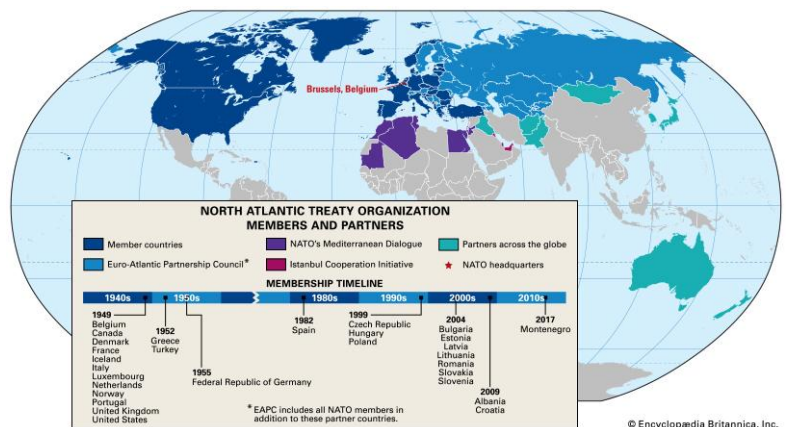 Brussels, Belgium
NORTH ATLANTIC TREATY ORGANIZATION
MEMBERS AND PARTNERS
Member countries
NATO's Mediterranean Dialogue
Partners across the globe
Euro-Atlantic Partnership Council*
Istanbul Cooperation Initiative
NATO headquarters
MEMBERSHIP TIMELINE
1940s
1950s
1980s
1990s
2000s
2010s
1949
Belgium
Canada
Denmark
France
Iceland
Italy
Luxembourg
Netherlands
Norway
Portugal
United Kingdom
United States
1952
Greece
Turkey
1955
Federal Republic of Germany
1982
Spain
1999
Czech Republic
Hungary
Poland
2004
Bulgaria
Estonia
Latvia
Lithuania
Romania
Slovakia
Slovenia
2009
Albania
Croatia
2017
Montenegro
* EAPC includes all NATO members in
addition to these partner countries.
© Encyclopædia Britannica, Inc.